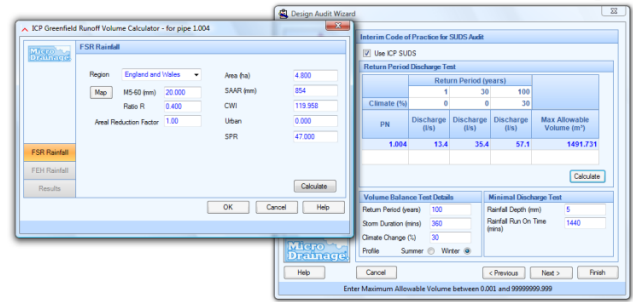 ICP Greenfield Runoff Volume Calculator - for pipe 1.004
Micro
Drainage
FSR Rainfall
FEH Rainfall
Results
FSR Rainfall
Region England and Wales
Map M5-60 (mm) 20.000
Ratio R 0.400
Areal Reduction Factor 1.00
Area (ha) 4.800
SAAR (mm) 854
CWI 119.958
Urban 0.000
SPR 47.000
Calculate
OK Cancel Help
Design Audit Wizard
Interim Code of Practice for SUDS Audit
Use ICP SUDS
Return Period Discharge Test
Return Period (years)
1 30 100
Climate (%) 0 0 30
PN Discharge (l/s) Discharge (l/s) Discharge (l/s) Max Allowable Volume (m³)
1.004 13.4 35.4 57.1 1491.731
Calculate
Volume Balance Test Details
Return Period (years) 100
Storm Duration (mins) 360
Climate Change (%) 30
Profile Summer Winter
Minimal Discharge Test
Rainfall Depth (mm) 5
Rainfall Run On Time (mins) 1440
Micro
Drainage
Help Cancel < Previous Next > Finish
Enter Maximum Allowable Volume between 0.001 and 99999999.999